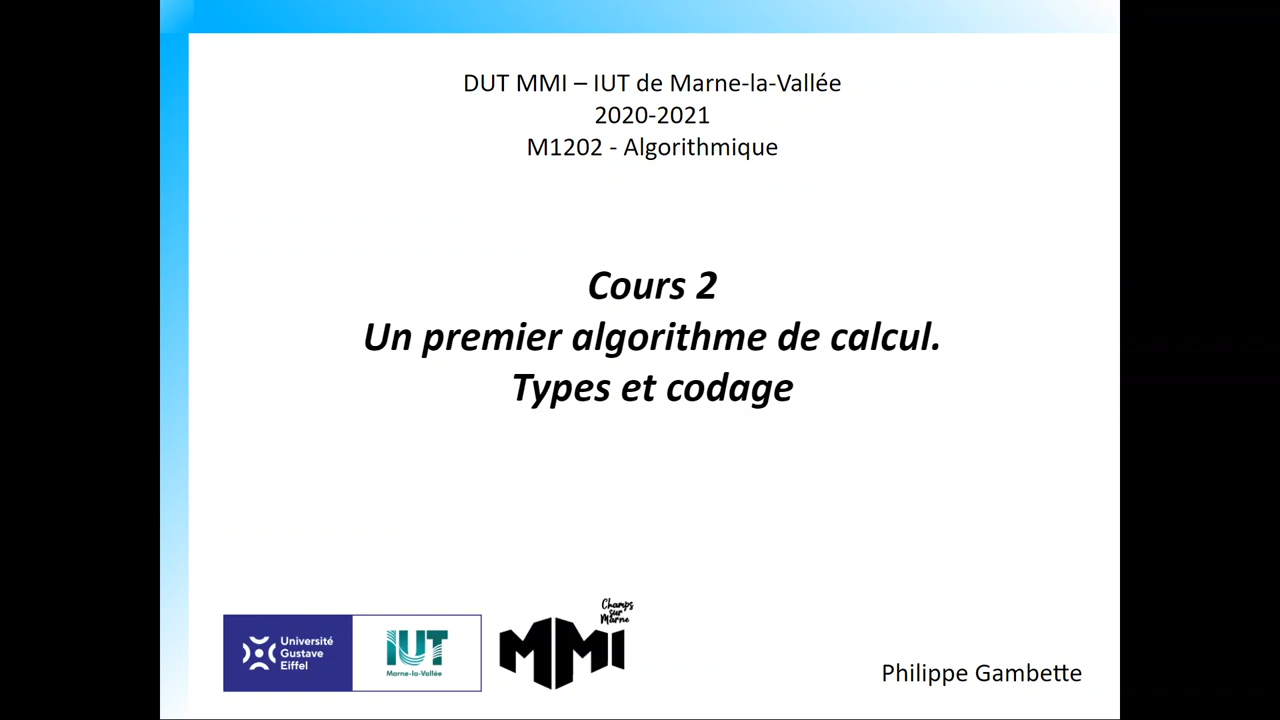 DUT MMI – IUT de Marne-la-Vallée
2020-2021
M1202 - Algorithmique
Cours 2
Un premier algorithme de calcul.
Types et codage
Université
Gustave
Eiffel
IUT
Marne-la-Vallée
Champs
sur
Marne
MMI
Philippe Gambette